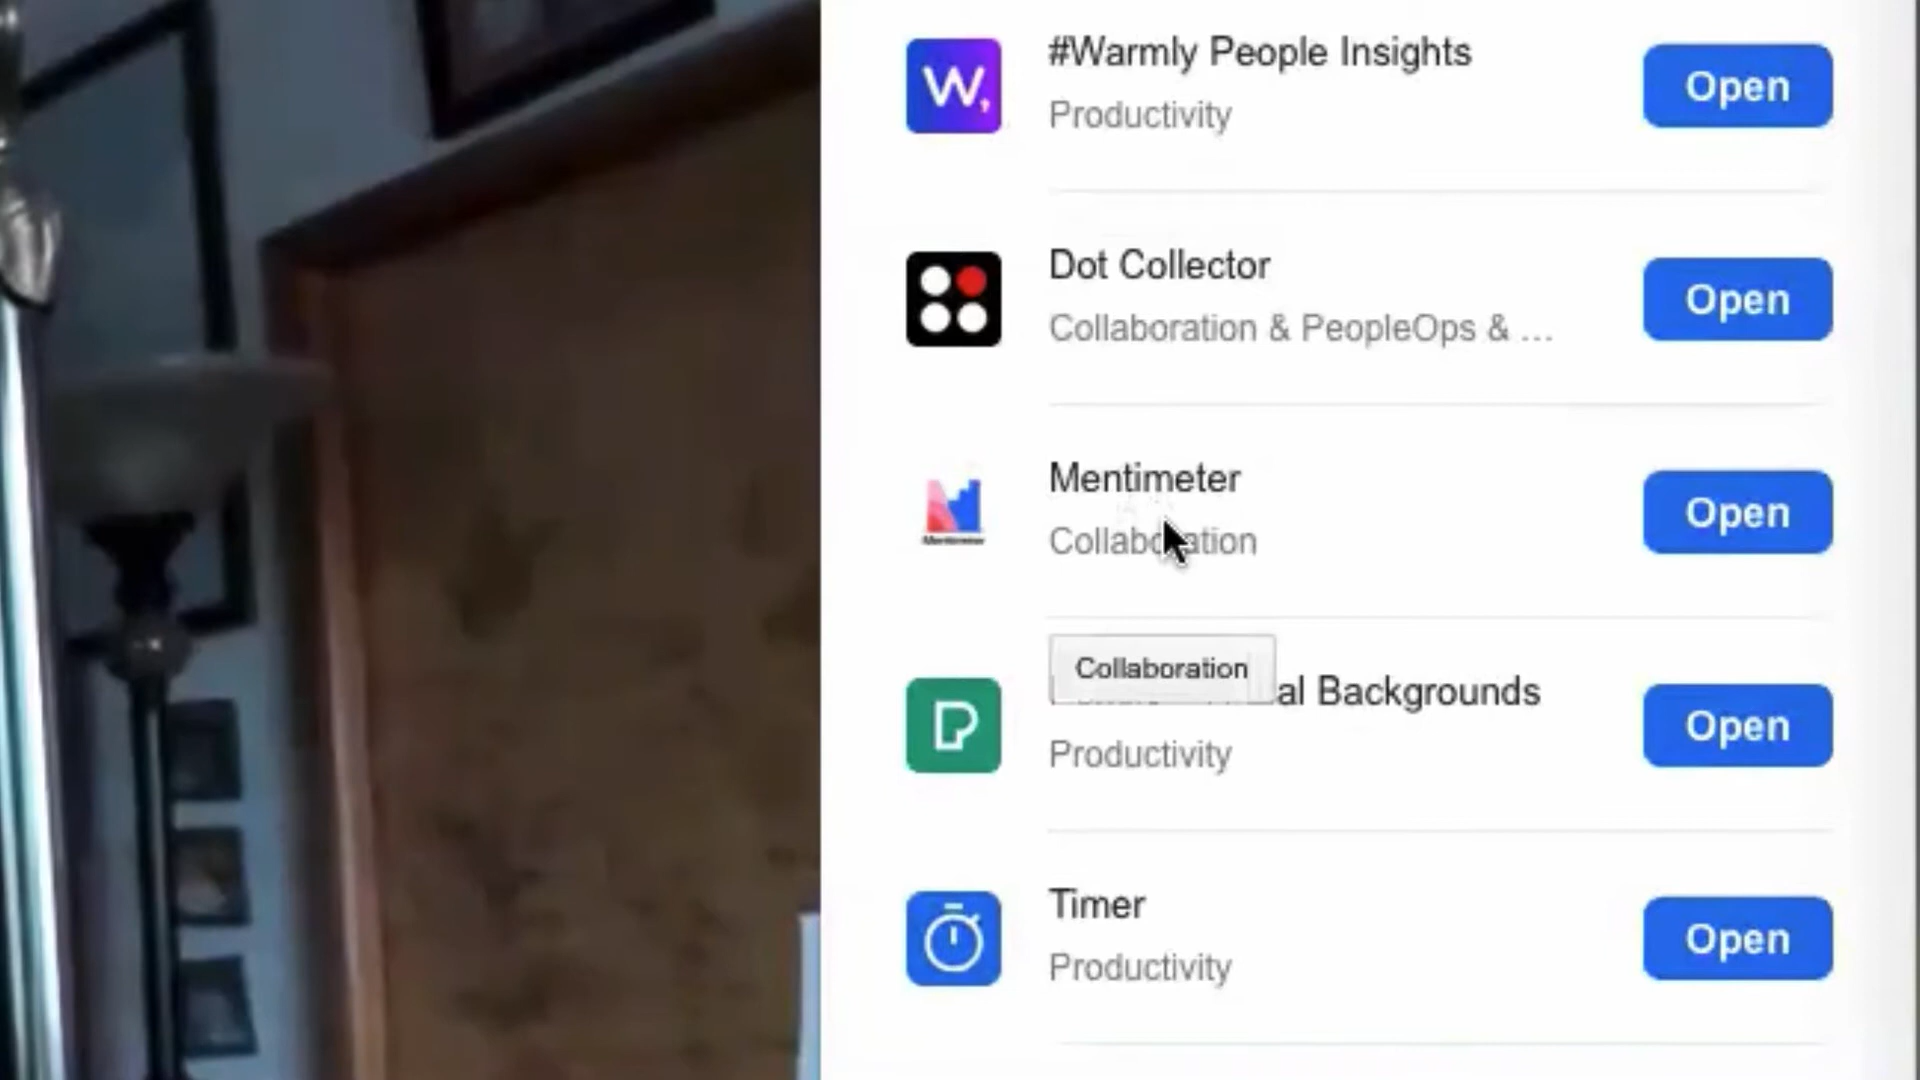 #Warmly People Insights
Productivity
Open
Dot Collector
Collaboration & PeopleOps & ...
Open
Mentimeter
Collaboration
Open
Collaboration
al Backgrounds
Productivity
Open
Timer
Productivity
Open